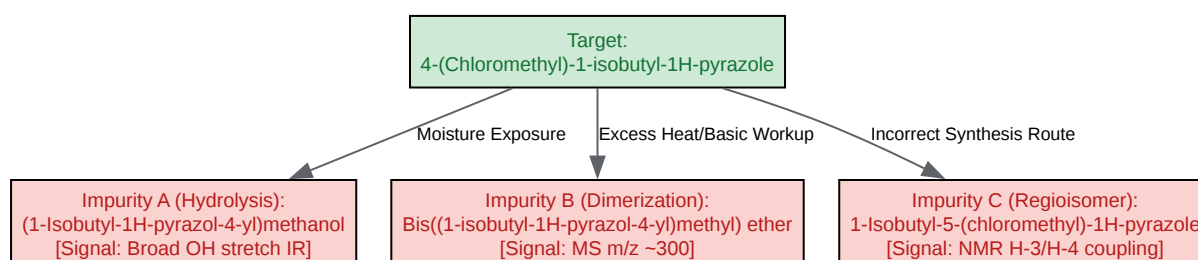 Target:
4-(Chloromethyl)-1-isobutyl-1H-pyrazole
Moisture Exposure
Excess Heat/Basic Workup
Incorrect Synthesis Route
Impurity A (Hydrolysis):
(1-Isobutyl-1H-pyrazol-4-yl)methanol
[Signal: Broad OH stretch IR]
Impurity B (Dimerization):
Bis((1-isobutyl-1H-pyrazol-4-yl)methyl) ether
[Signal: MS m/z ~300]
Impurity C (Regioisomer):
1-Isobutyl-5-(chloromethyl)-1H-pyrazole
[Signal: NMR H-3/H-4 coupling]